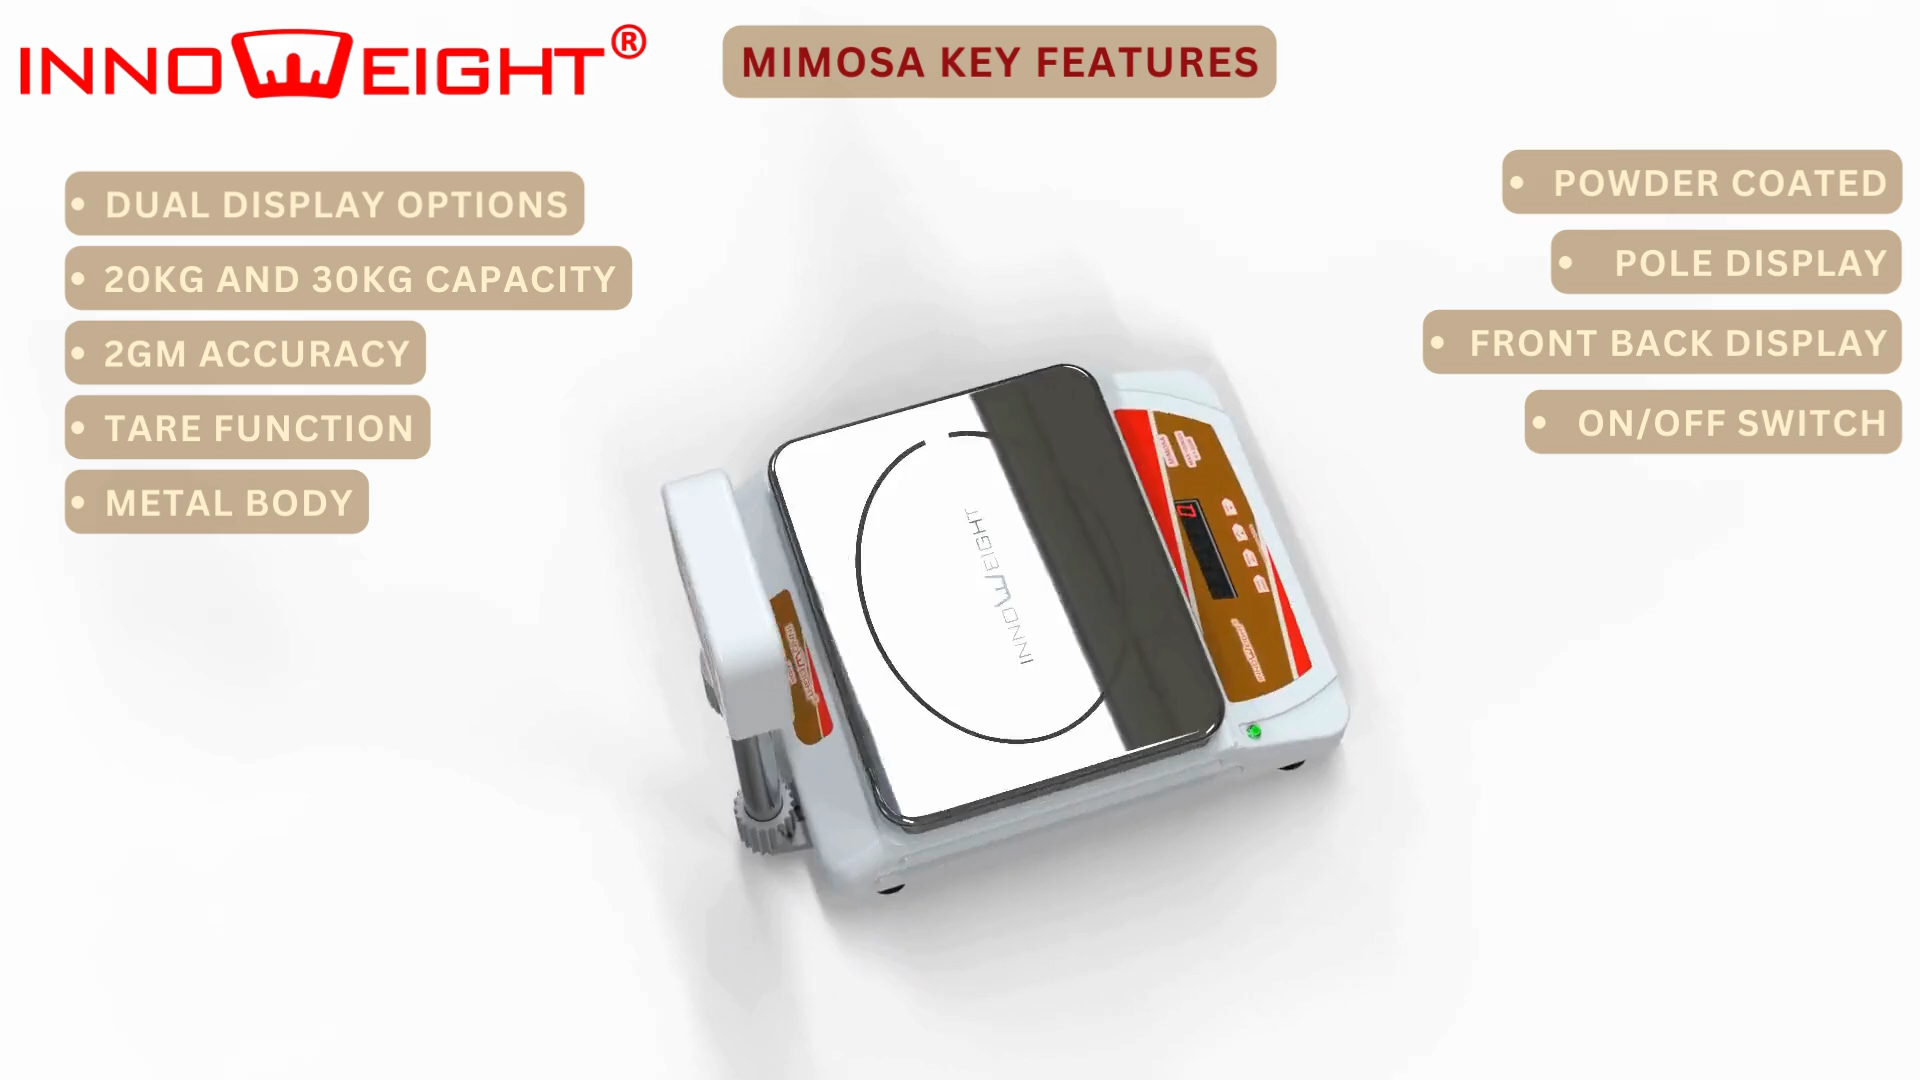 INNOWEIGHT®
MIMOSA KEY FEATURES
• DUAL DISPLAY OPTIONS
• 20KG AND 30KG CAPACITY
• 2GM ACCURACY
• TARE FUNCTION
• METAL BODY
• POWDER COATED
• POLE DISPLAY
• FRONT BACK DISPLAY
• ON/OFF SWITCH
INNOWEIGHT
0